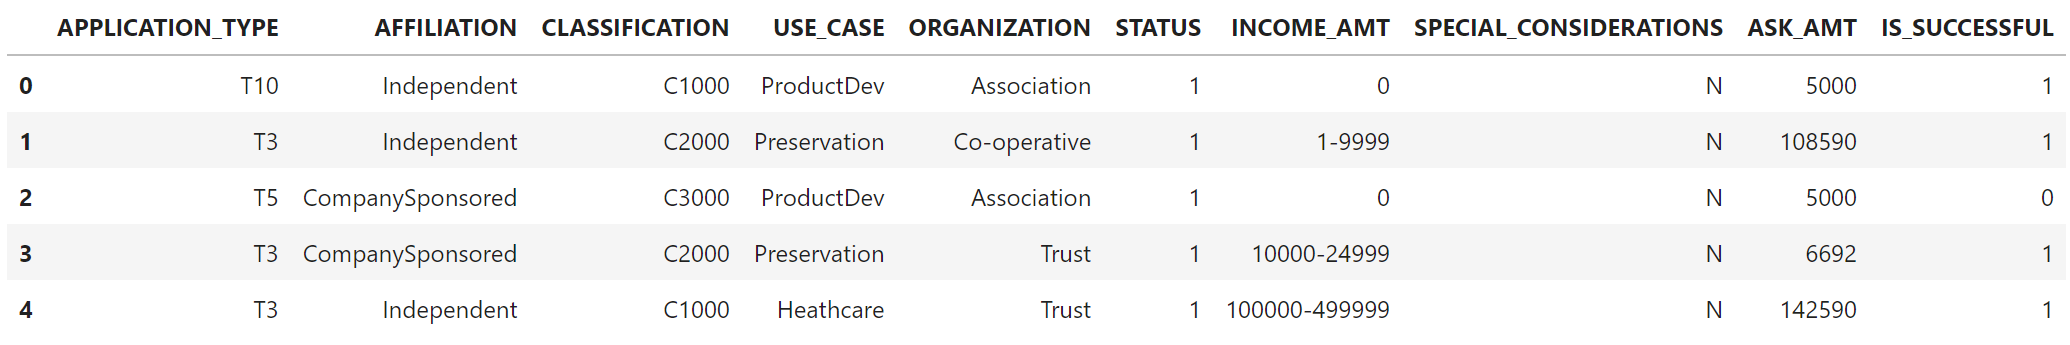 APPLICATION_TYPE AFFILIATION CLASSIFICATION USE_CASE ORGANIZATION STATUS INCOME_AMT SPECIAL_CONSIDERATIONS ASK_AMT IS_SUCCESSFUL
0 T10 Independent C1000 ProductDev Association 1 0 N 5000 1
1 T3 Independent C2000 Preservation Co-operative 1 1-9999 N 108590 1
2 T5 CompanySponsored C3000 ProductDev Association 1 0 N 5000 0
3 T3 CompanySponsored C2000 Preservation Trust 1 10000-24999 N 6692 1
4 T3 Independent C1000 Heathcare Trust 1 100000-499999 N 142590 1